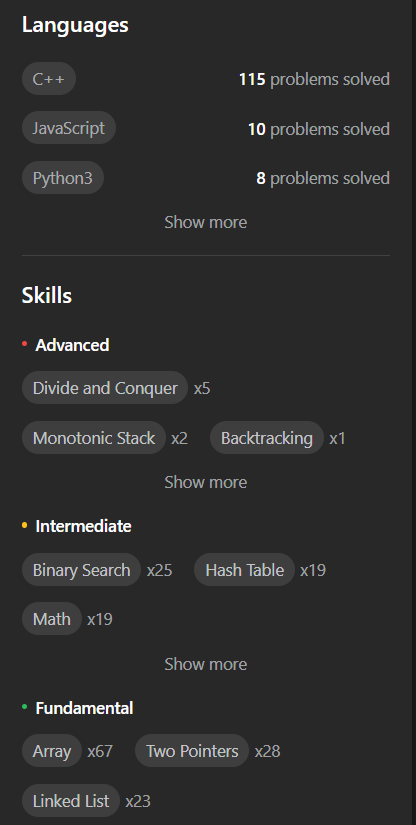 Languages
C++ 115 problems solved
JavaScript 10 problems solved
Python3 8 problems solved
Show more
Skills
Advanced
Divide and Conquer x5
Monotonic Stack x2 Backtracking x1
Show more
Intermediate
Binary Search x25 Hash Table x19
Math x19
Show more
Fundamental
Array x67 Two Pointers x28
Linked List x23